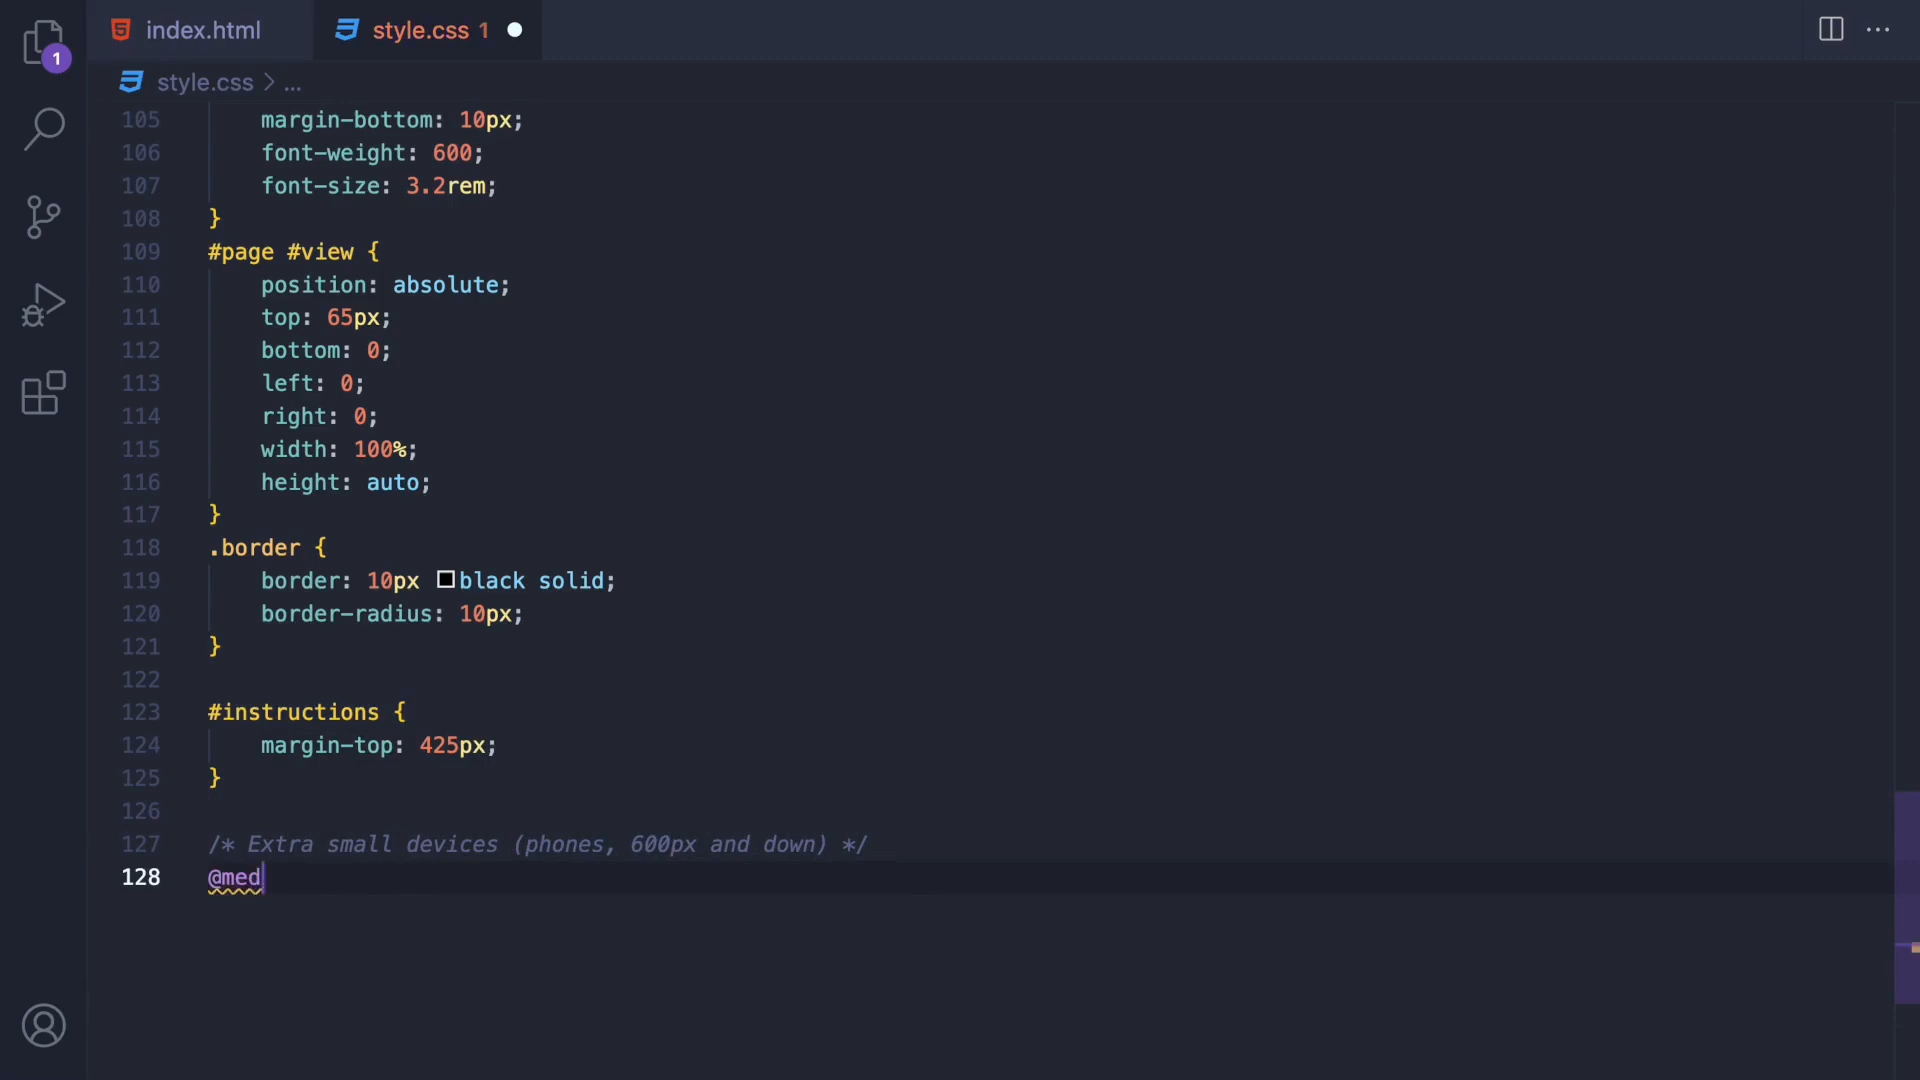 1
index.html
style.css 1
style.css > ...
105 margin-bottom: 10px;
106 font-weight: 600;
107 font-size: 3.2rem;
108 }
109 #page #view {
110 position: absolute;
111 top: 65px;
112 bottom: 0;
113 left: 0;
114 right: 0;
115 width: 100%;
116 height: auto;
117 }
118 .border {
119 border: 10px black solid;
120 border-radius: 10px;
121 }
122
123 #instructions {
124 margin-top: 425px;
125 }
126
127 /* Extra small devices (phones, 600px and down) */
128 @med